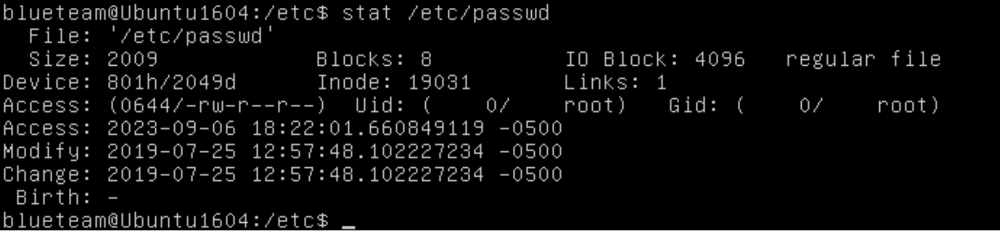 blueteam@Ubuntu1604:/etc$ stat /etc/passwd
  File: '/etc/passwd'
  Size: 2009            Blocks: 8          IO Block: 4096   regular file
Device: 801h/2049d      Inode: 19031       Links: 1
Access: (0644/-rw-r--r--)  Uid: (    0/    root)   Gid: (    0/    root)
Access: 2023-09-06 18:22:01.660849119 -0500
Modify: 2019-07-25 12:57:48.102227234 -0500
Change: 2019-07-25 12:57:48.102227234 -0500
 Birth: -
blueteam@Ubuntu1604:/etc$ _